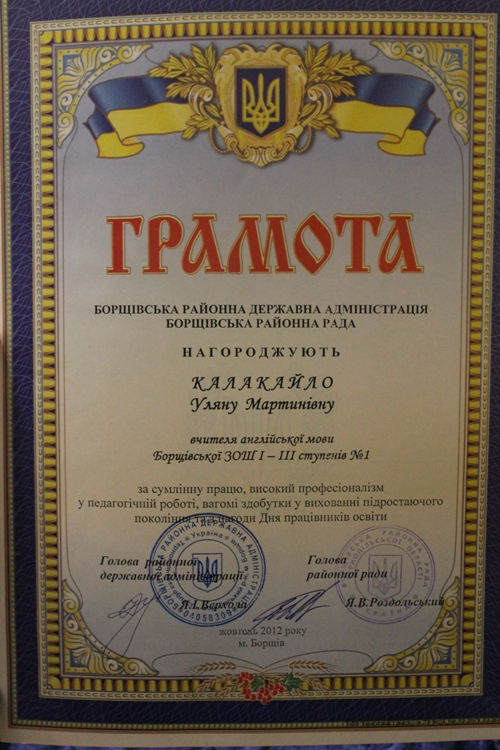 ГРАМОТА
БОРЩІВСЬКА РАЙОННА ДЕРЖАВНА АДМІНІСТРАЦІЯ
БОРЩІВСЬКА РАЙОННА РАДА
НАГОРОДЖУЮТЬ
КАЛАКАЙЛО
Уляну Мартинівну
вчителя англійської мови
Борщівської ЗОШ І – ІІІ ступенів №1
за сумлінну працю, високий професіоналізм
у педагогічній роботі, вагомі здобутки у вихованні підростаючого
покоління та з нагоди Дня працівників освіти
Голова районної
державної адміністрації
Голова
районної ради
Я.І.Верхола
Я.В.Роздольський
жовтень 2012 року
м. Борщів